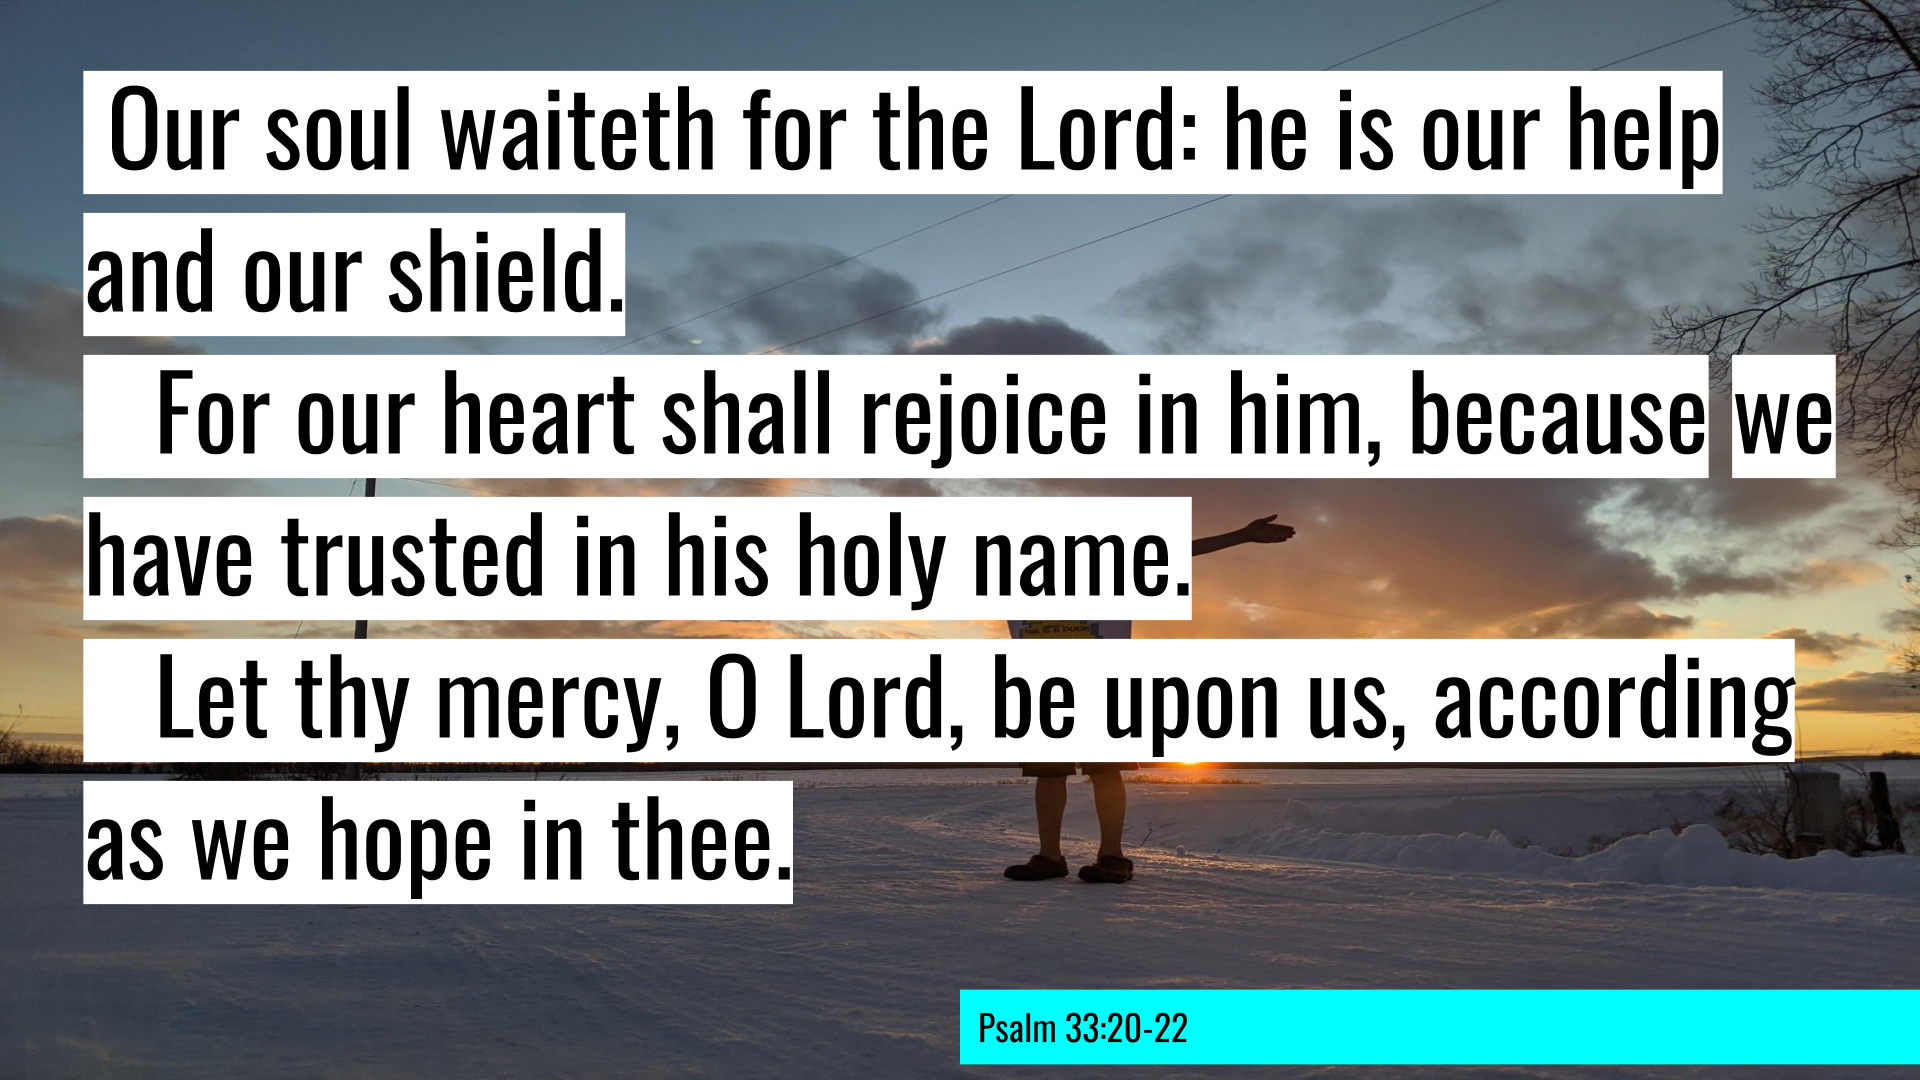 Our soul waiteth for the Lord: he is our help
and our shield.
For our heart shall rejoice in him, because we
have trusted in his holy name.
Let thy mercy, O Lord, be upon us, according
as we hope in thee.
Psalm 33:20-22